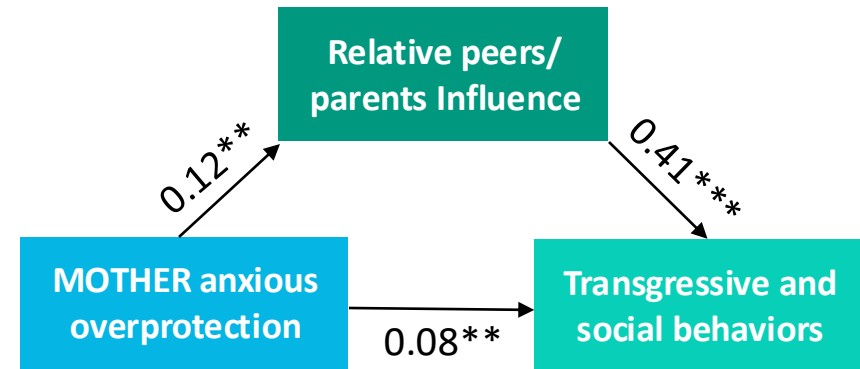 Relative peers/
parents Influence
0.12**
0.41***
MOTHER anxious
overprotection
0.08**
Transgressive and
social behaviors